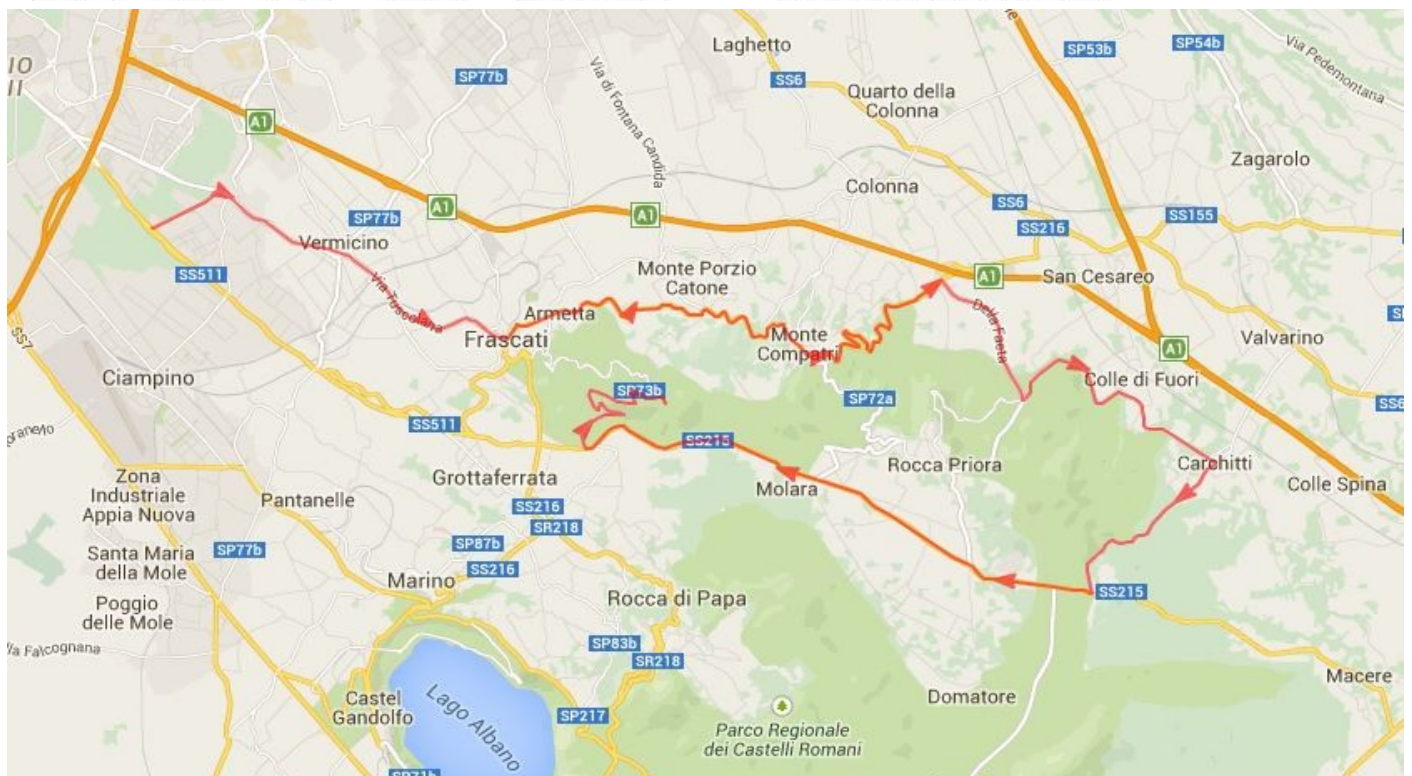 Laghetto
SP77b
Via di Fontana Candida
SS6
Quarto della
Colonna
SP53b
SP54b
Via Pedemontana
A1
Zagarolo
Colonna
SP77b
A1
A1
SS6
SS155
SS216
Vermicino
SS511
Via Tuscolana
Monte Porzio
Catone
A1
San Cesareo
Armetta
Frascati
Monte
Compatri
Della Faeta
Valvarino
A1
SS7
Ciampino
SP73b
SP72a
Colle di Fuori
SS6
SS511
SS215
Rocca Priora
Carchitti
Colle Spina
Zona
Industriale
Appia Nuova
Pantanelle
Grottaferrata
Molara
SS216
SR218
SP87b
SS216
Santa Maria
della Mole
SP77b
Marino
SS215
Poggio
delle Mole
Rocca di Papa
SP83b
SR218
Falcognana
Castel
Gandolfo
Lago Albano
SP217
Domatore
Macere
Parco Regionale
dei Castelli Romani
SP71b